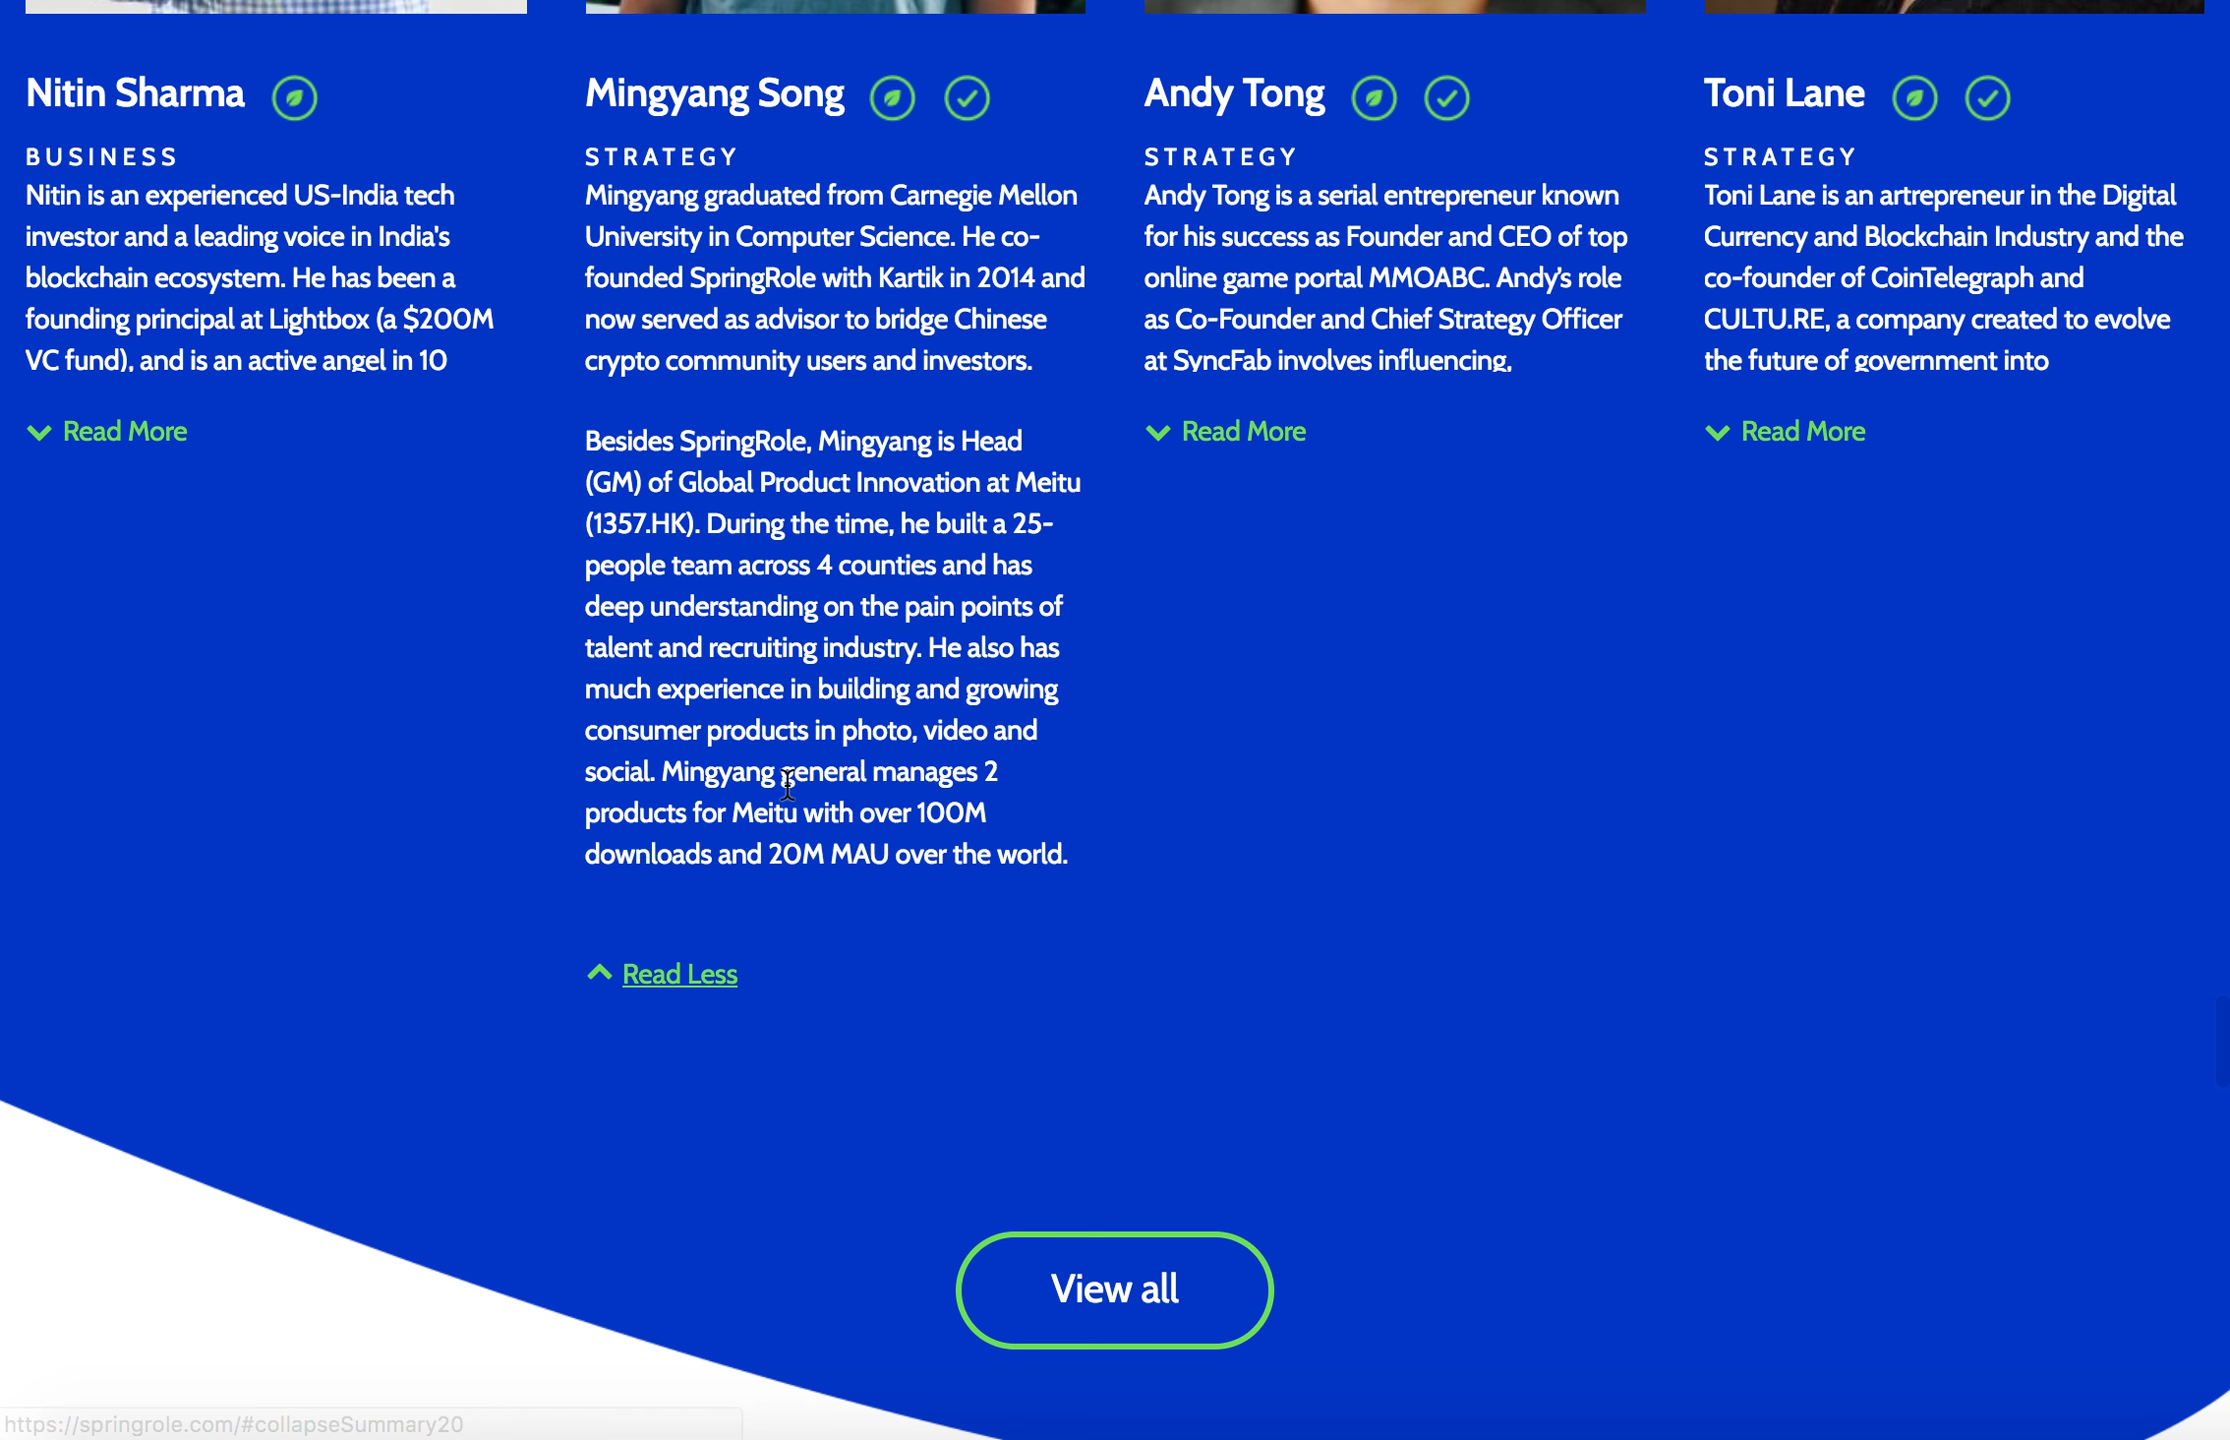 Nitin Sharma
BUSINESS
Nitin is an experienced US-India tech
investor and a leading voice in India's
blockchain ecosystem. He has been a
founding principal at Lightbox (a $200M
VC fund), and is an active angel in 10
Read More
Mingyang Song
STRATEGY
Mingyang graduated from Carnegie Mellon
University in Computer Science. He co-
founded SpringRole with Kartik in 2014 and
now served as advisor to bridge Chinese
crypto community users and investors.
Besides SpringRole, Mingyang is Head
(GM) of Global Product Innovation at Meitu
(1357.HK). During the time, he built a 25-
people team across 4 counties and has
deep understanding on the pain points of
talent and recruiting industry. He also has
much experience in building and growing
consumer products in photo, video and
social. Mingyang general manages 2
products for Meitu with over 100M
downloads and 20M MAU over the world.
Read Less
Andy Tong
STRATEGY
Andy Tong is a serial entrepreneur known
for his success as Founder and CEO of top
online game portal MMOABC. Andy's role
as Co-Founder and Chief Strategy Officer
at SyncFab involves influencing,
Read More
Toni Lane
STRATEGY
Toni Lane is an artrepreneur in the Digital
Currency and Blockchain Industry and the
co-founder of CoinTelegraph and
CULTU.RE, a company created to evolve
the future of government into
Read More
View all
https://springrole.com/#collapseSummary20